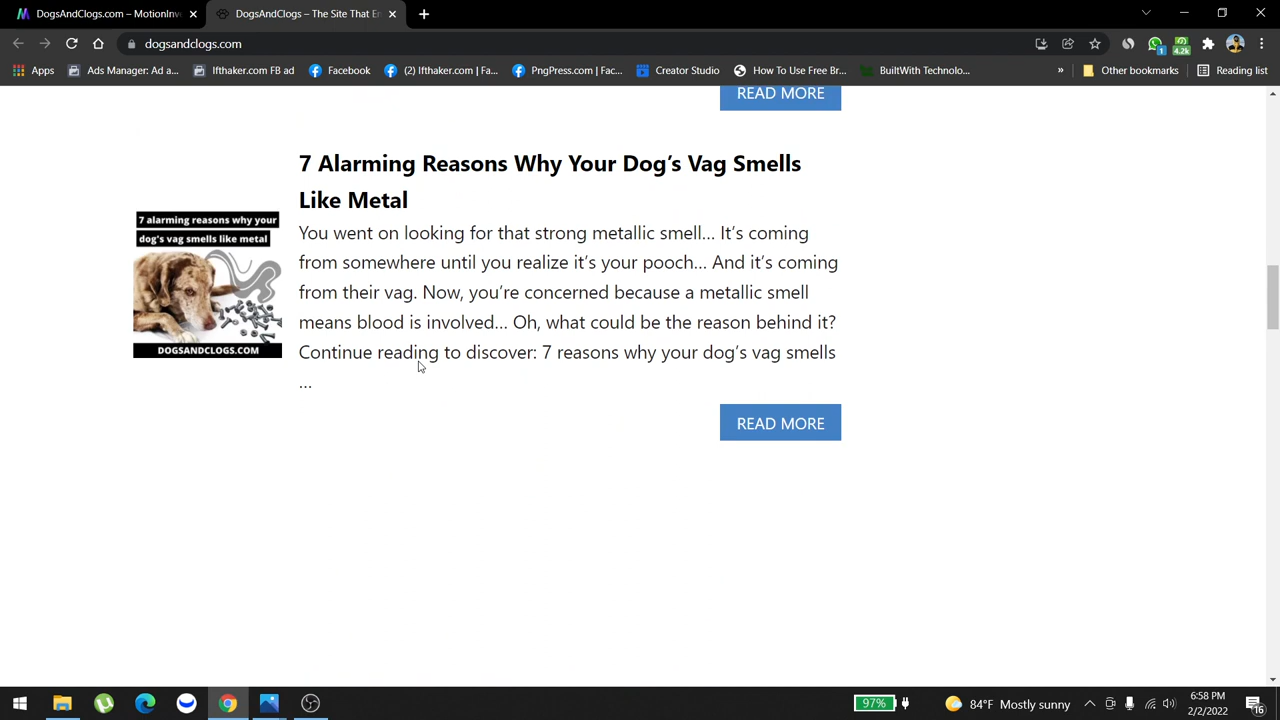 DogsAndClogs.com – MotionInve
DogsAndClogs – The Site That En
dogsandclogs.com
1
4.2k
Apps
Ads Manager: Ad a...
Ifthaker.com FB ad
Facebook
(2) Ifthaker.com | Fa...
PngPress.com | Fac...
Creator Studio
How To Use Free Br...
BuiltWith Technolo...
»
Other bookmarks
Reading list
READ MORE
7 Alarming Reasons Why Your Dog’s Vag Smells
Like Metal
7 alarming reasons why your
dog's vag smells like metal
DOGSANDCLOGS.COM
You went on looking for that strong metallic smell… It’s coming
from somewhere until you realize it’s your pooch… And it’s coming
from their vag. Now, you’re concerned because a metallic smell
means blood is involved… Oh, what could be the reason behind it?
Continue reading to discover: 7 reasons why your dog’s vag smells
…
READ MORE
97%
84°F Mostly sunny
6:58 PM
2/2/2022
16